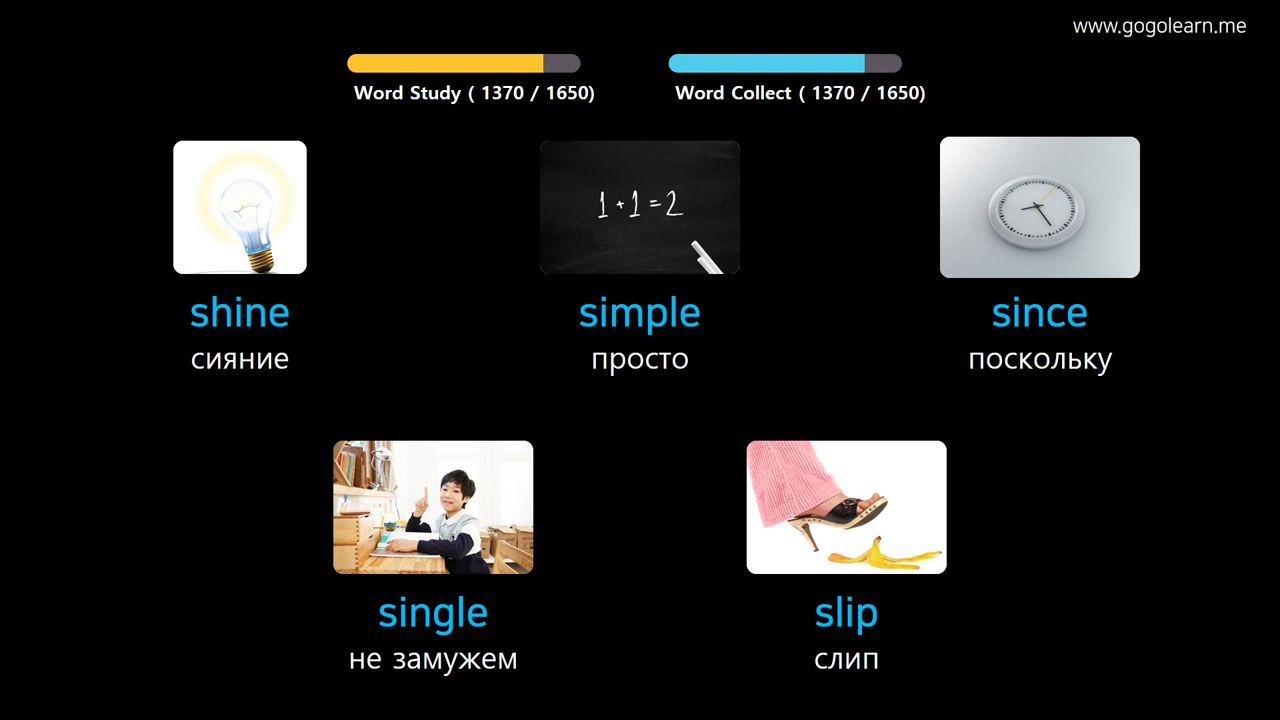 www.gogolearn.me
Word Study ( 1370 / 1650)
Word Collect ( 1370 / 1650)
1+1=2
shine
simple
since
сияние
просто
поскольку
single
slip
не замужем
слип